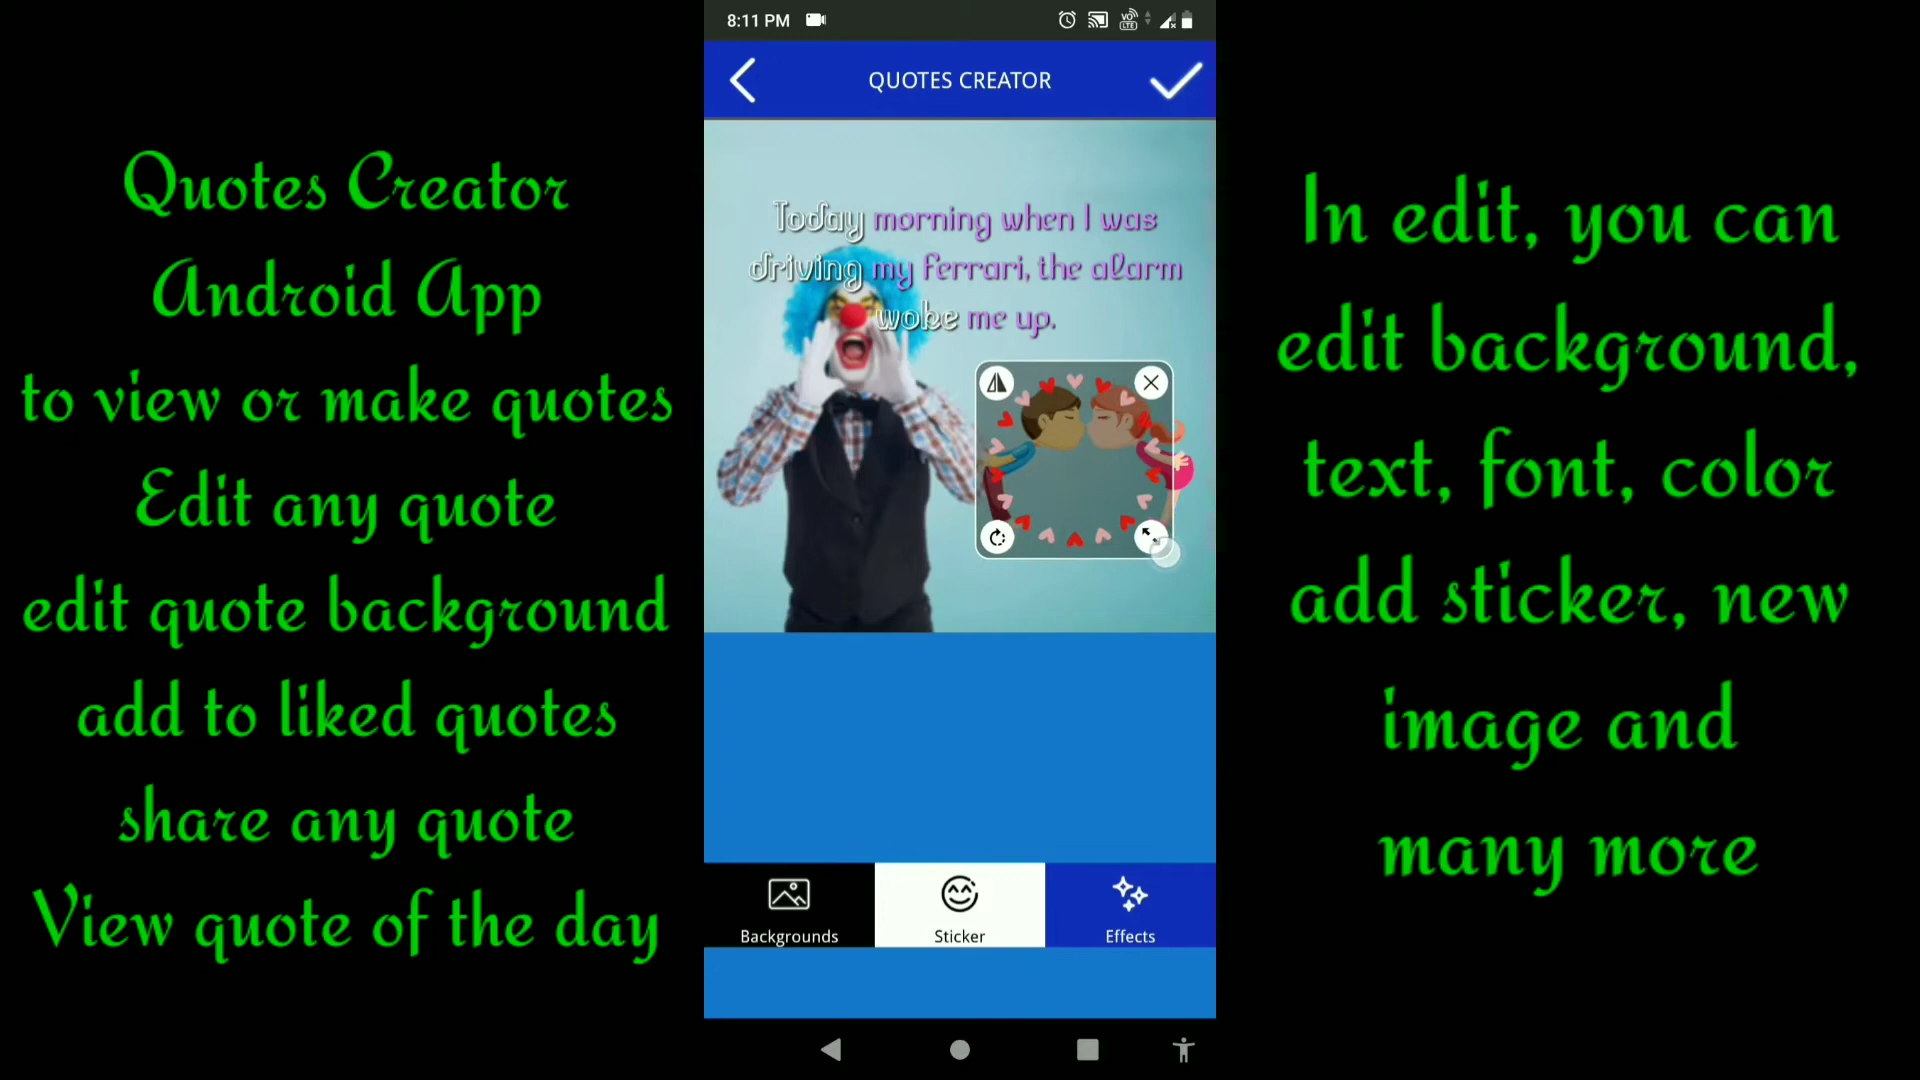 Quotes Creator
Android App
to view or make quotes
Edit any quote
edit quote background
add to liked quotes
share any quote
View quote of the day
8:11 PM
VO LTE
QUOTES CREATOR
Today morning when I was
driving my Ferrari, the alarm
woke me up.
Backgrounds
Sticker
Effects
In edit, you can
edit background,
text, font, color
add sticker, new
image and
many more